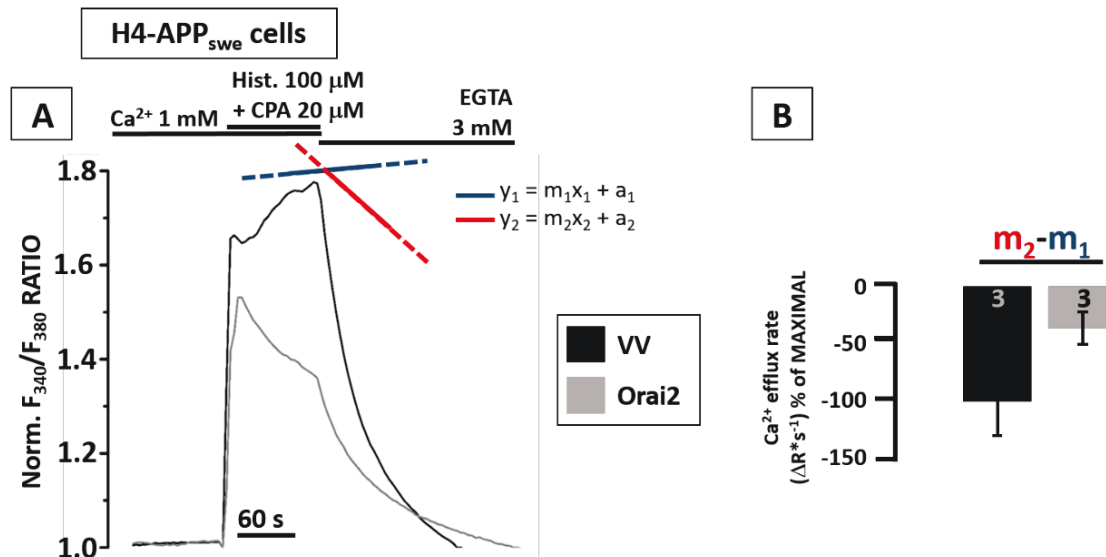 H4-APPswe cells
A
Hist. 100 μM
+ CPA 20 μM
Ca²⁺ 1 mM
EGTA
3 mM
y₁ = m₁x₁ + a₁
y₂ = m₂x₂ + a₂
Norm. F₃₄₀/F₃₈₀ RATIO
1.8
1.6
1.4
1.2
1.0
60 s
VV
Orai2
B
m₂-m₁
Ca²⁺ efflux rate
(ΔR*s⁻¹) % of MAXIMAL
0
-50
-100
-150
3
3